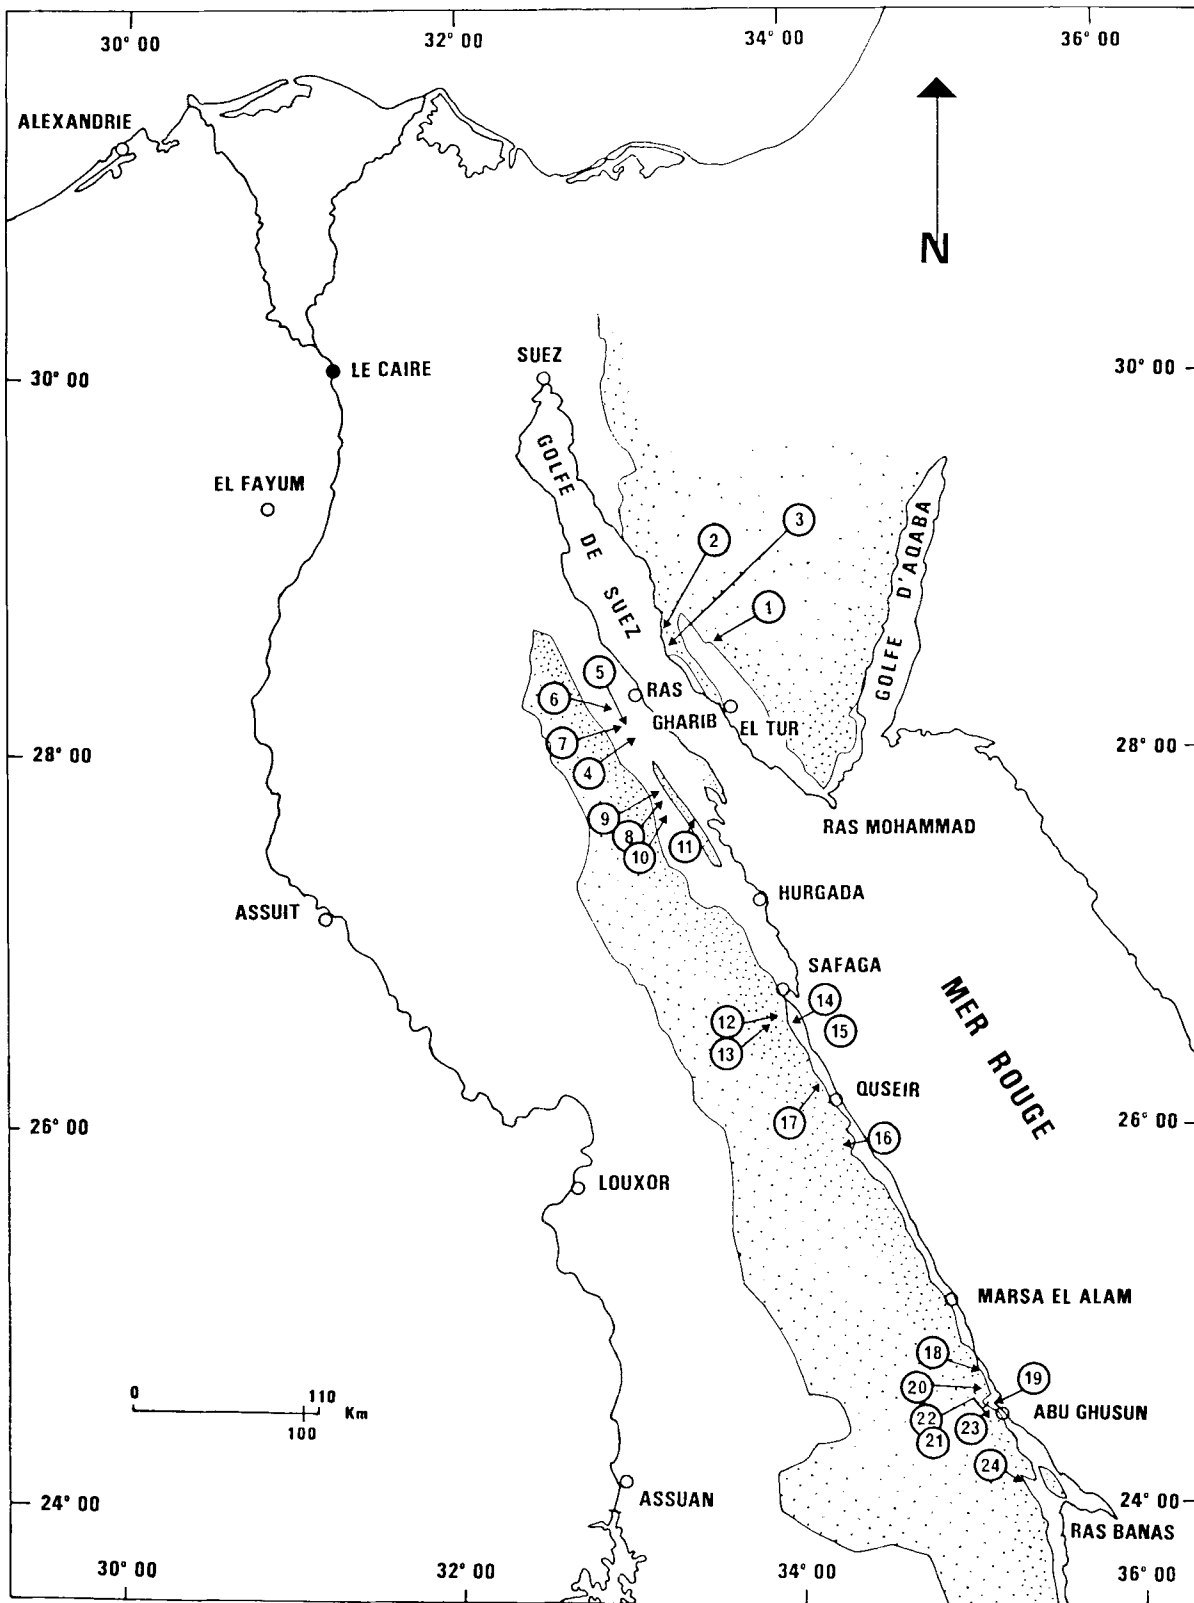 30° 00
32° 00
34° 00
36° 00
ALEXANDRIE
N
LE CAIRE
SUEZ
30° 00
30° 00
EL FAYUM
GOLFE DE SUEZ
GOLFE D'AQABA
3
2
1
5
6
RAS
GHARIB
EL TUR
7
4
28° 00
28° 00
9
8
10
11
RAS MOHAMMAD
HURGADA
ASSUIT
SAFAGA
MER ROUGE
14
12
15
13
QUSEIR
26° 00
26° 00
17
16
LOUXOR
MARSA EL ALAM
18
19
20
0
110
Km
100
ABU GHUSUN
22
23
21
24
ASSUAN
24° 00
24° 00
RAS BANAS
30° 00
32° 00
34° 00
36° 00